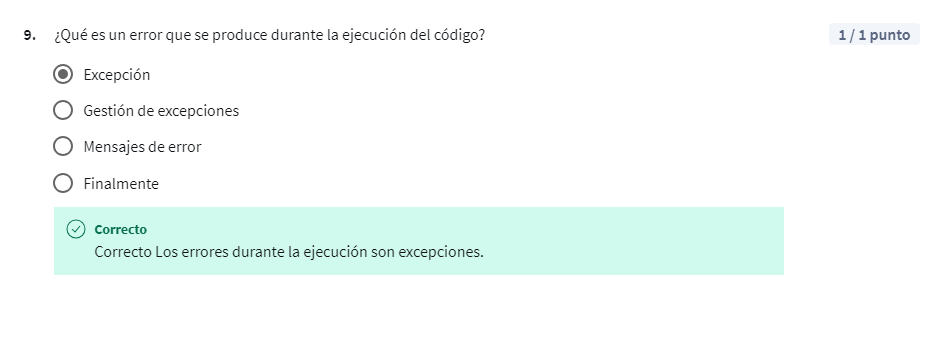 9. ¿Qué es un error que se produce durante la ejecución del código?
1 / 1 punto
Excepción
Gestión de excepciones
Mensajes de error
Finalmente
Correcto
Correcto Los errores durante la ejecución son excepciones.